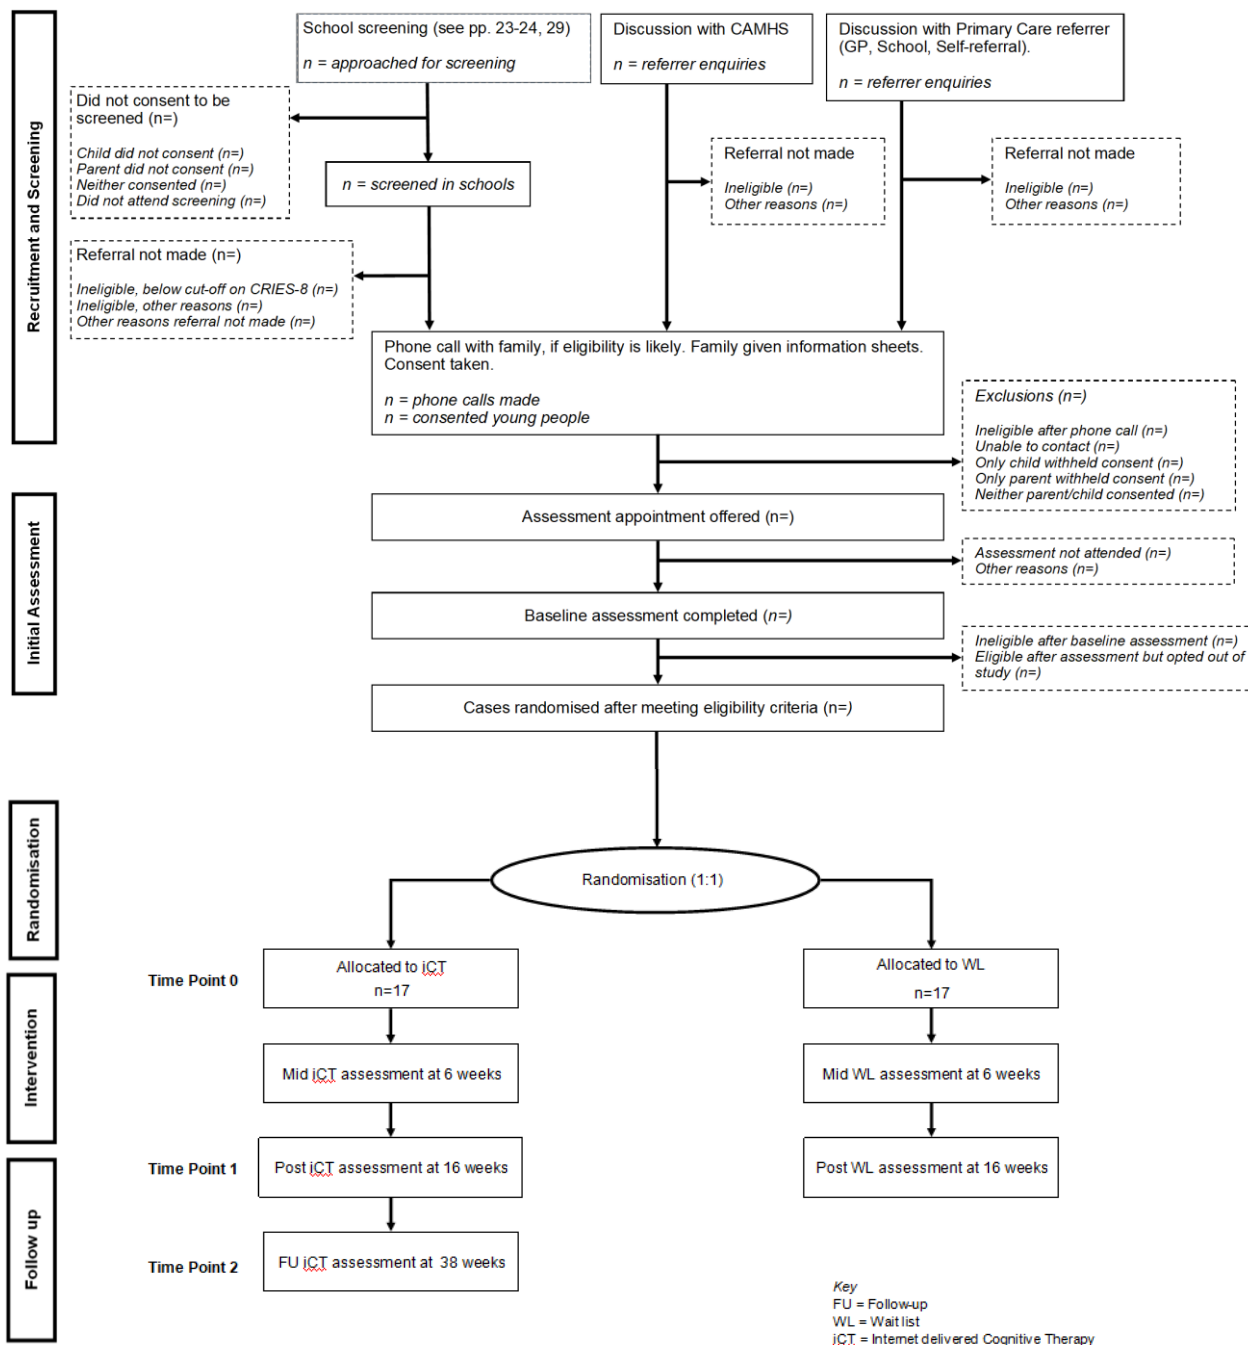 Recruitment and Screening
School screening (see pp. 23-24, 29)
n = approached for screening
Discussion with CAMHS
n = referrer enquiries
Discussion with Primary Care referrer
(GP, School, Self-referral).
n = referrer enquiries
Did not consent to be
screened (n=)
Child did not consent (n=)
Parent did not consent (n=)
Neither consented (n=)
Did not attend screening (n=)
n = screened in schools
Referral not made
Ineligible (n=)
Other reasons (n=)
Referral not made
Ineligible (n=)
Other reasons (n=)
Referral not made (n=)
Ineligible, below cut-off on CRIES-8 (n=)
Ineligible, other reasons (n=)
Other reasons referral not made (n=)
Phone call with family, if eligibility is likely. Family given information sheets.
Consent taken.
n = phone calls made
n = consented young people
Exclusions (n=)
Ineligible after phone call (n=)
Unable to contact (n=)
Only child withheld consent (n=)
Only parent withheld consent (n=)
Neither parent/child consented (n=)
Initial Assessment
Assessment appointment offered (n=)
Assessment not attended (n=)
Other reasons (n=)
Baseline assessment completed (n=)
Ineligible after baseline assessment (n=)
Eligible after assessment but opted out of
study (n=)
Cases randomised after meeting eligibility criteria (n=)
Randomisation
Randomisation (1:1)
Time Point 0
Allocated to iCT
n=17
Allocated to WL
n=17
Intervention
Mid iCT assessment at 6 weeks
Mid WL assessment at 6 weeks
Time Point 1
Post iCT assessment at 16 weeks
Post WL assessment at 16 weeks
Follow up
Time Point 2
FU iCT assessment at 38 weeks
Key
FU = Follow-up
WL = Wait list
iCT = Internet delivered Cognitive Therapy